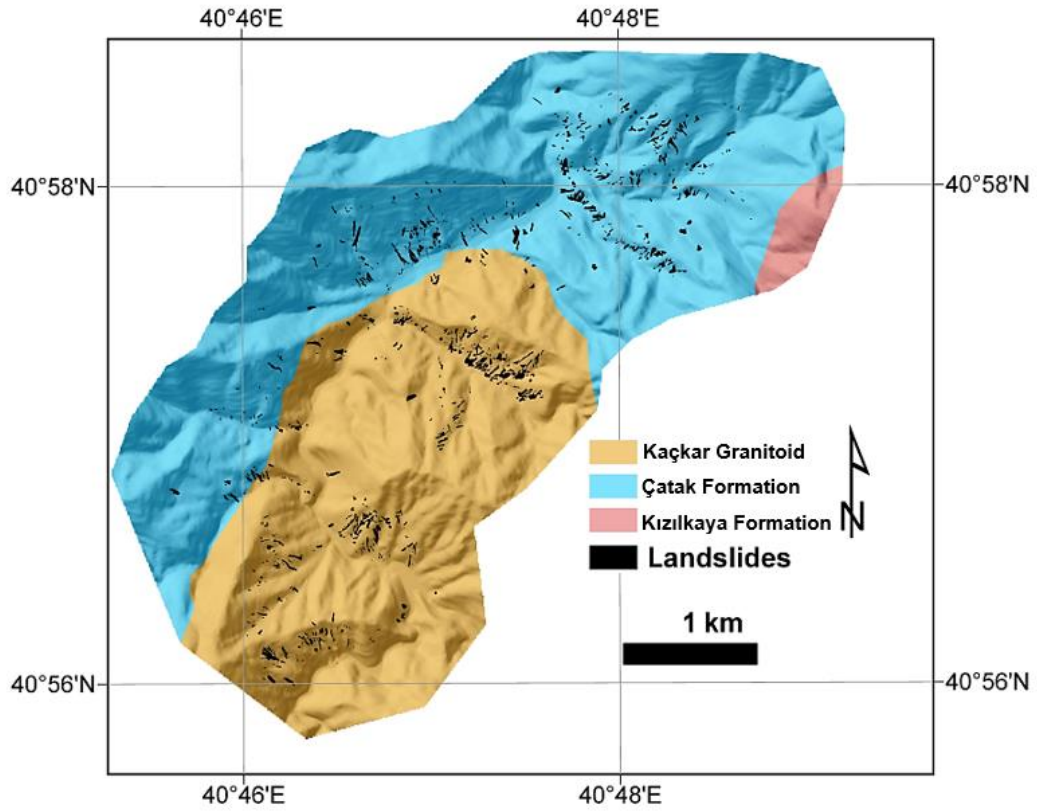 40°46'E
40°48'E
40°58'N
40°58'N
Kaçkar Granitoid
Çatak Formation
Kızılkaya Formation
Landslides
N
1 km
40°56'N
40°56'N
40°46'E
40°48'E